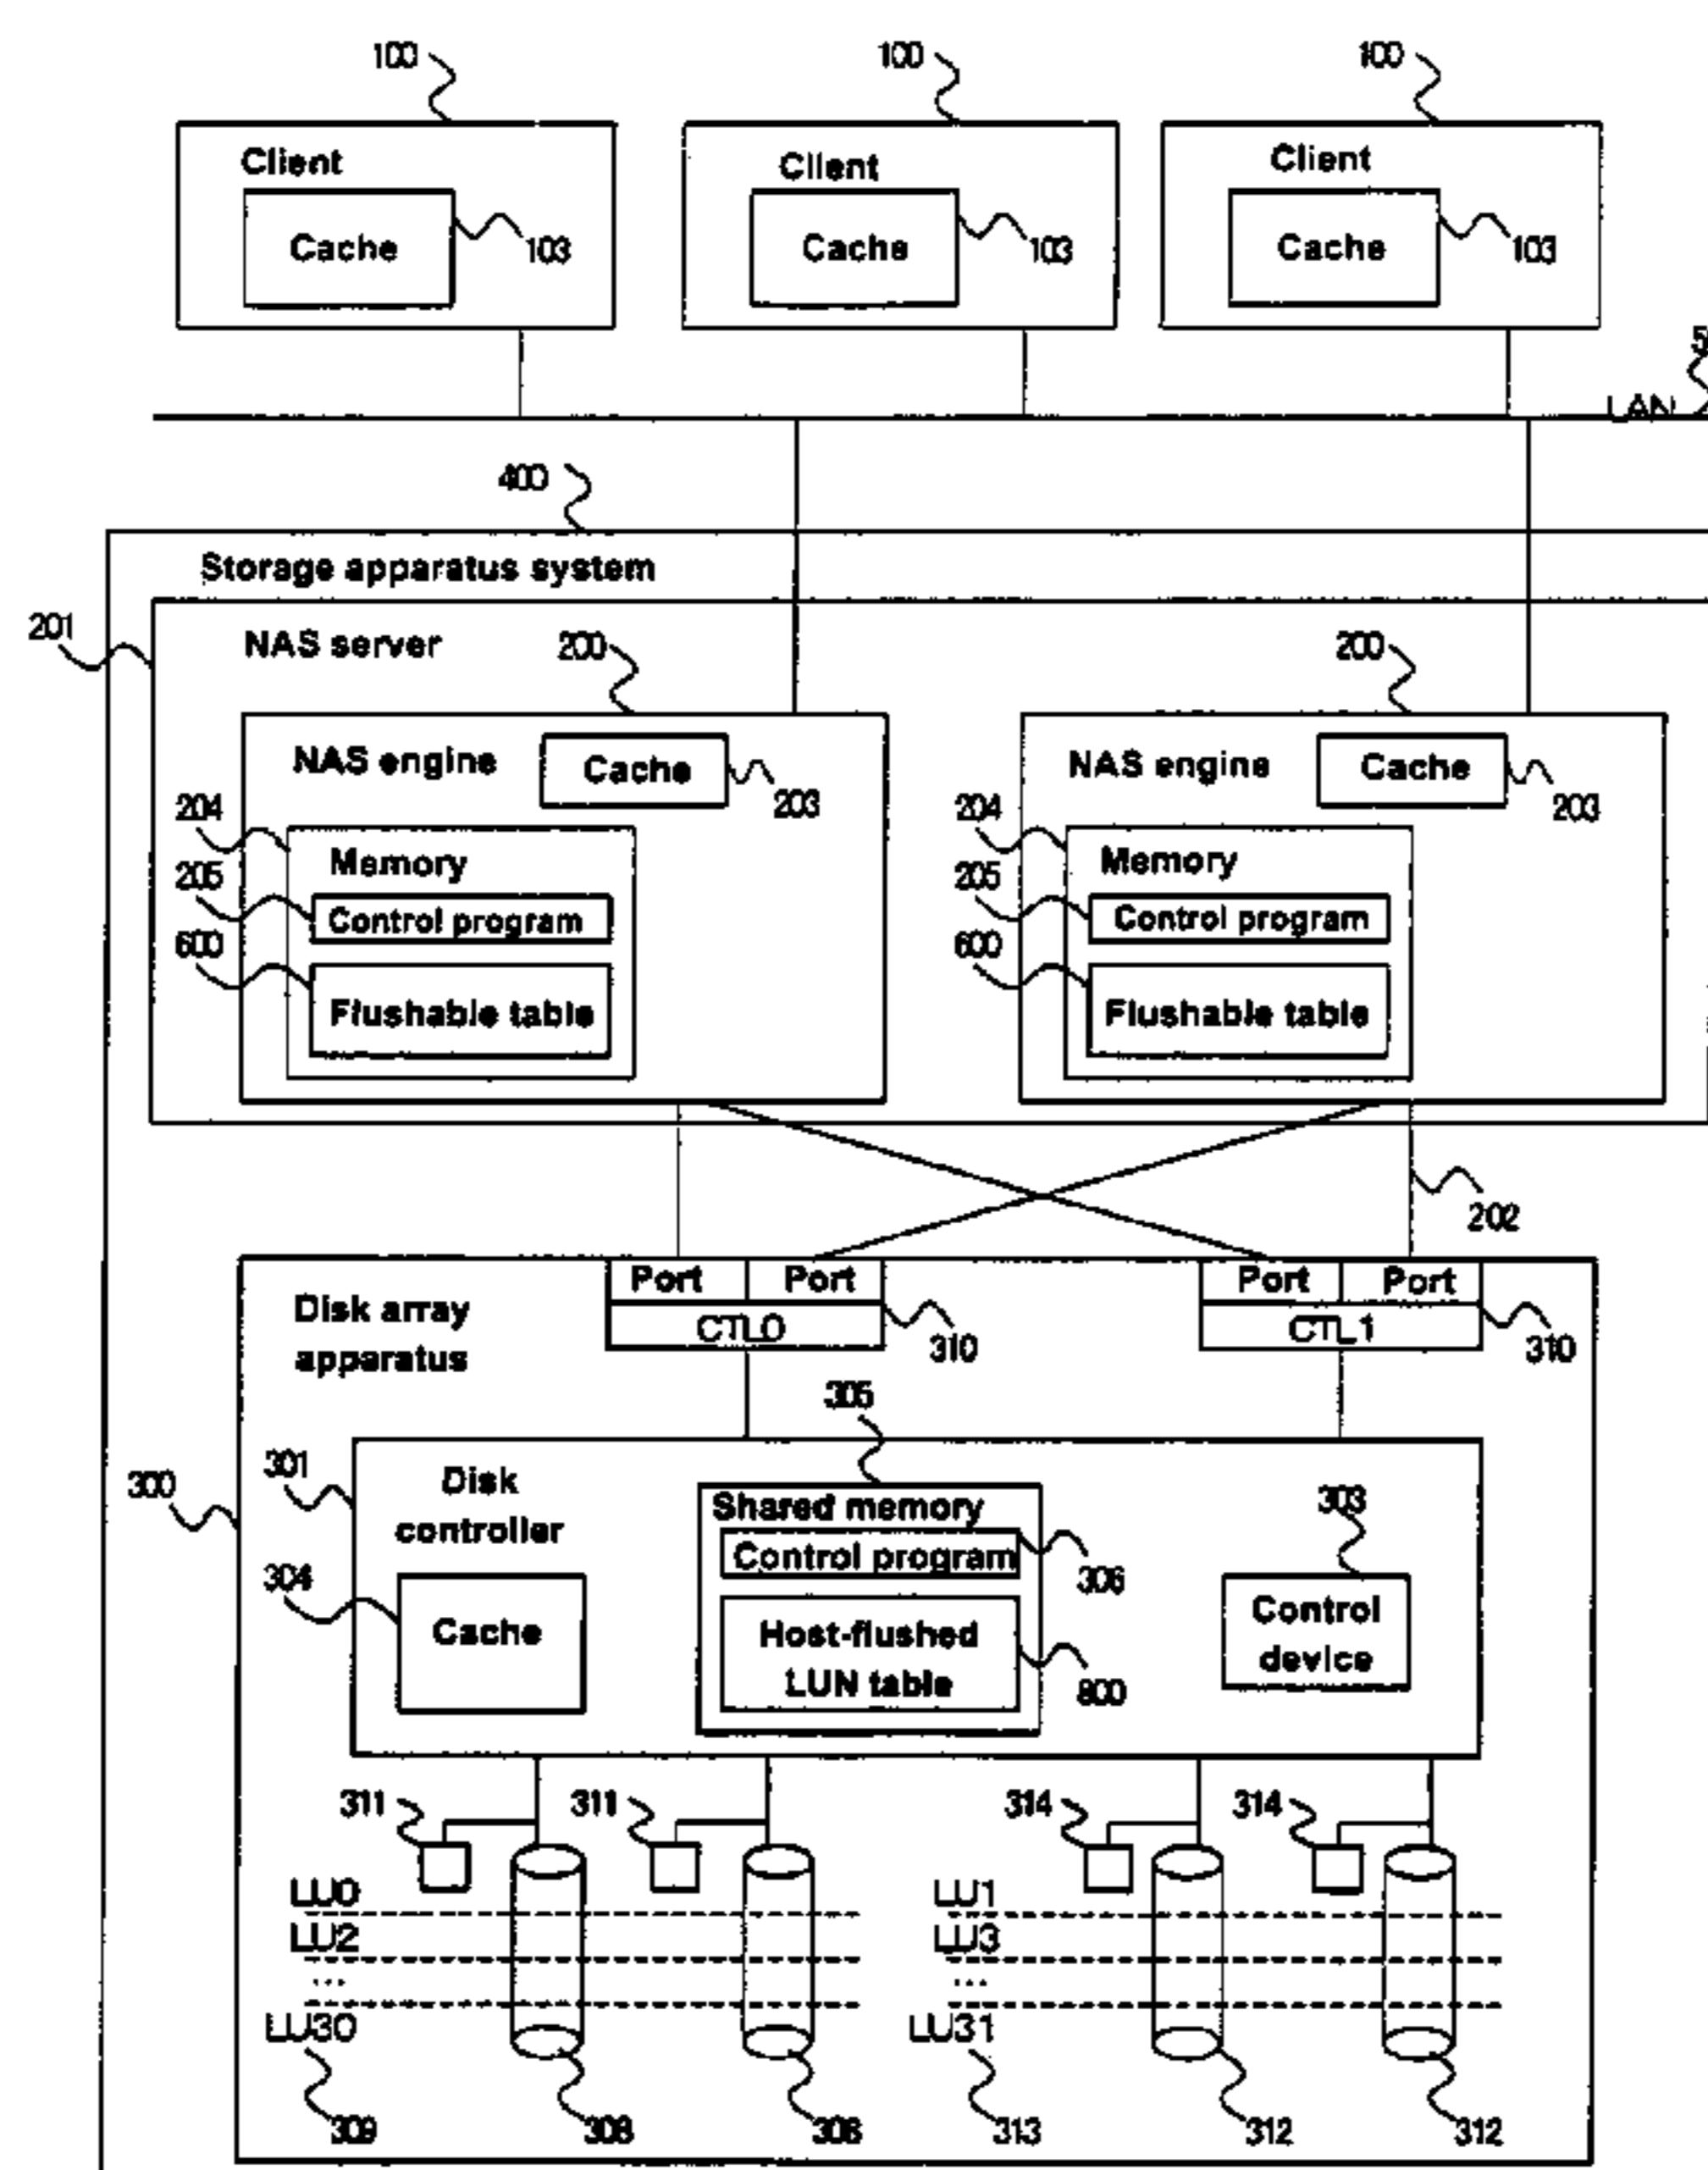 100 100 100
Client Client Client
Cache 103 Cache 103 Cache 103
LAN
400
Storage apparatus system
201 NAS server 200 200
NAS engine Cache 203 NAS engine Cache 203
204 Memory 204 Memory
205 Control program 205 Control program
600 Flushable table 600 Flushable table
202
Port Port Port Port
Disk array apparatus CTL0 310 CTL1 310
305
300 301 Disk controller Shared memory 303
Control program 306
304 Cache Host-flushed LUN table 800 Control device
311 311 314 314
LU0 LU1
LU2 LU3
... ...
LU30 LU31
309 308 308 313 312 312